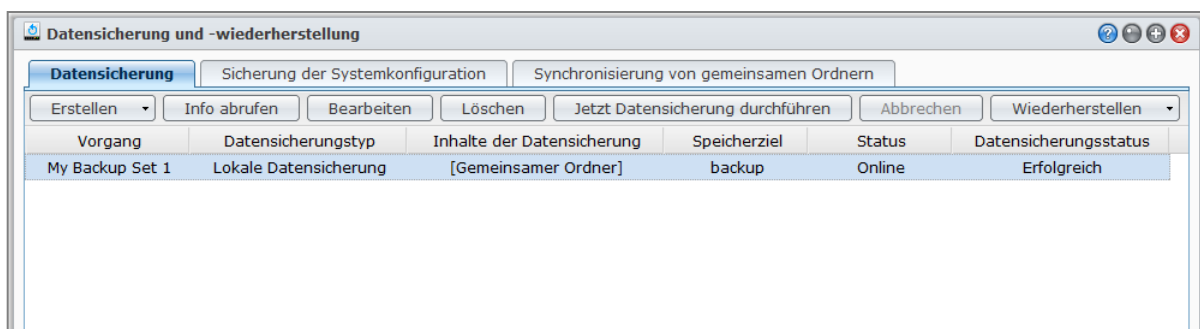 Datensicherung und -wiederherstellung
Datensicherung Sicherung der Systemkonfiguration Synchronisierung von gemeinsamen Ordnern
Erstellen Info abrufen Bearbeiten Löschen Jetzt Datensicherung durchführen Abbrechen Wiederherstellen
Vorgang Datensicherungstyp Inhalte der Datensicherung Speicherziel Status Datensicherungsstatus
My Backup Set 1 Lokale Datensicherung [Gemeinsamer Ordner] backup Online Erfolgreich